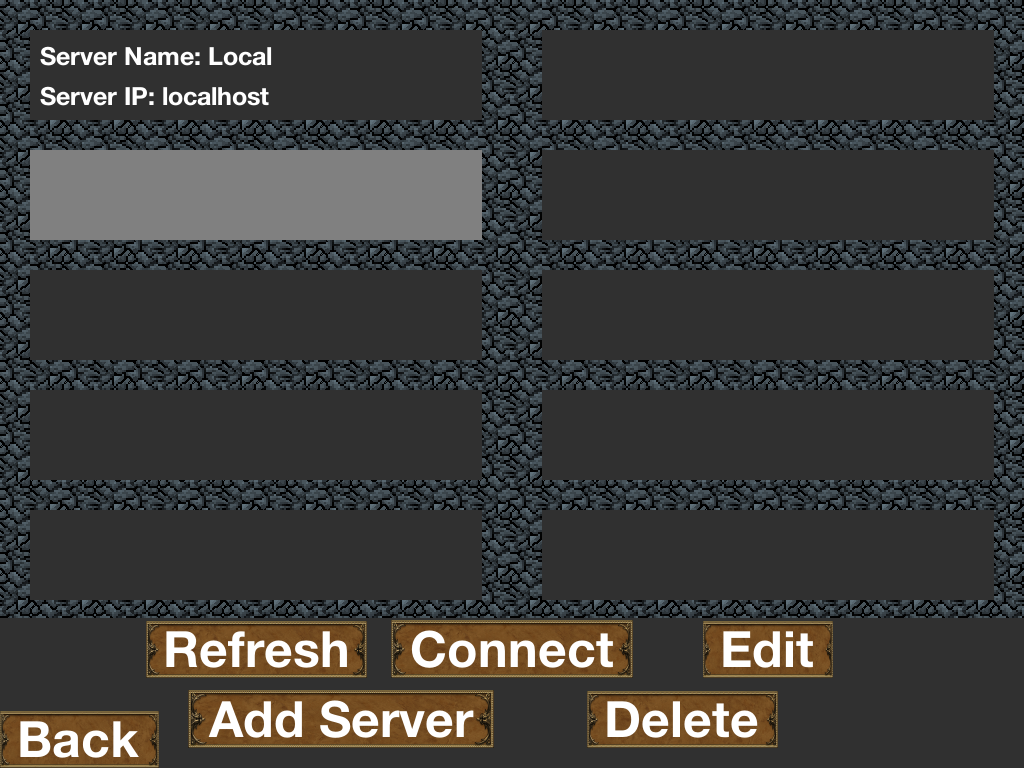 Server Name: Local
Server IP: localhost
Refresh
Connect
Edit
Add Server
Delete
Back